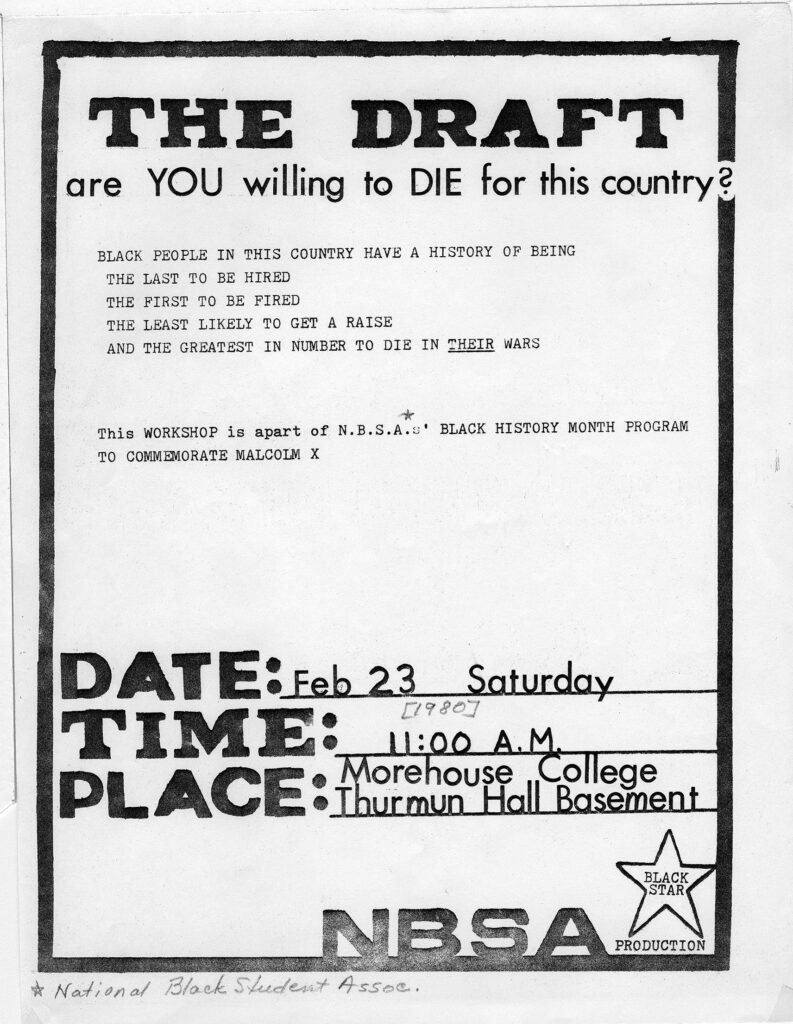 THE DRAFT
are YOU willing to DIE for this country?
BLACK PEOPLE IN THIS COUNTRY HAVE A HISTORY OF BEING
THE LAST TO BE HIRED
THE FIRST TO BE FIRED
THE LEAST LIKELY TO GET A RAISE
AND THE GREATEST IN NUMBER TO DIE IN THEIR WARS
This WORKSHOP is apart of N.B.S.A.s'* BLACK HISTORY MONTH PROGRAM
TO COMMEMORATE MALCOLM X
DATE: Feb 23 Saturday
[1980]
TIME: 11:00 A.M.
PLACE: Morehouse College
Thurmun Hall Basement
BLACK
STAR
PRODUCTION
NBSA
* National Black Student Assoc.